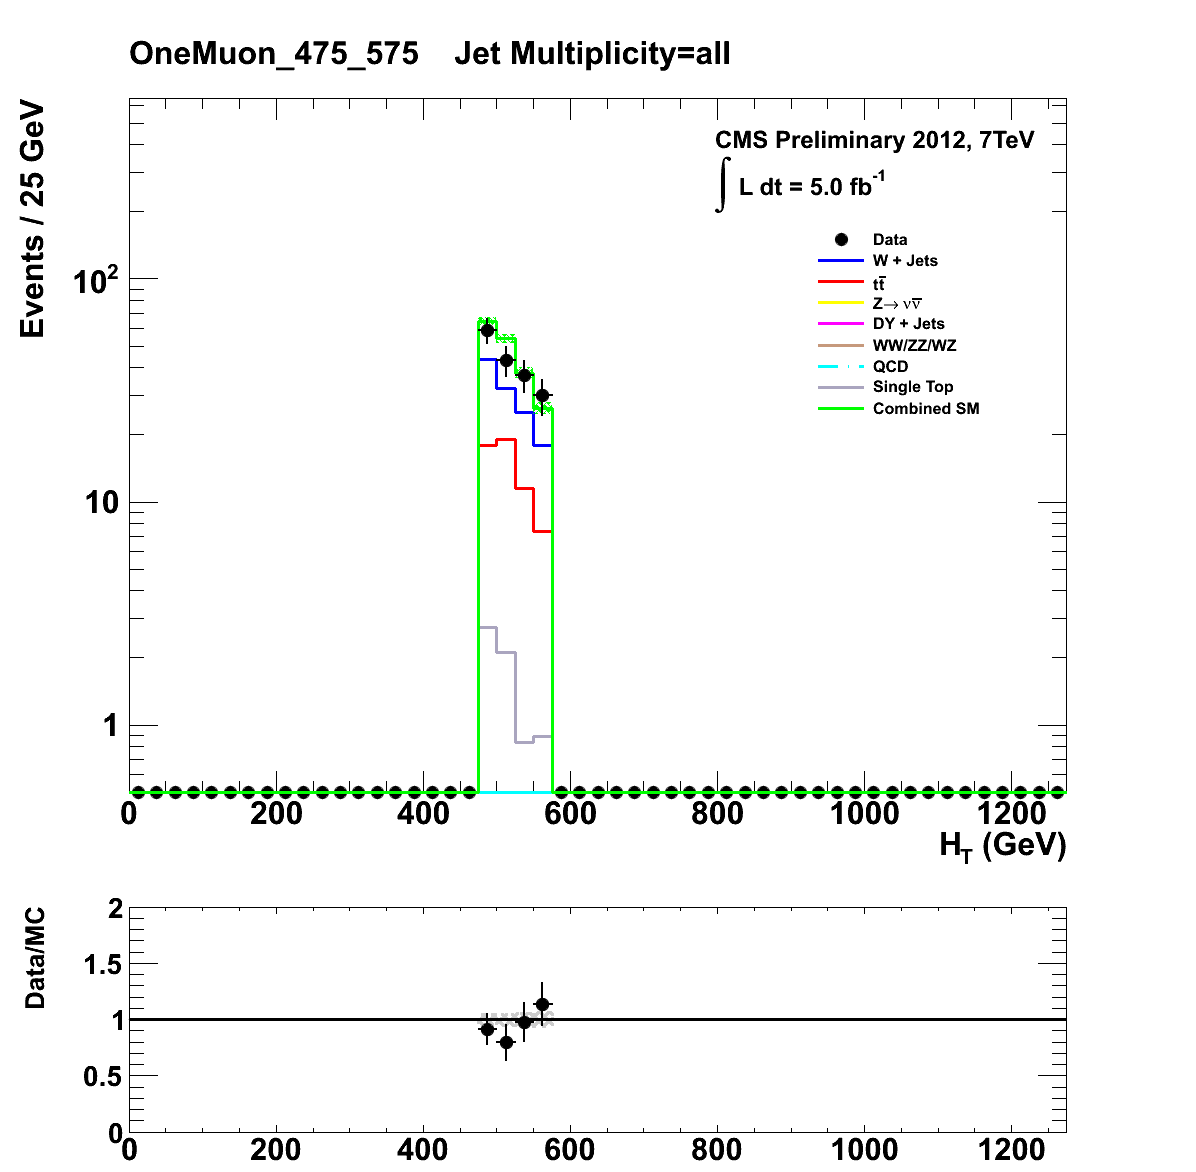 OneMuon_475_575 Jet Multiplicity=all
Events / 25 GeV
CMS Preliminary 2012, 7TeV
∫ L dt = 5.0 fb⁻¹
Data
W + Jets
tt̅
Z→ νν̅
DY + Jets
WW/ZZ/WZ
QCD
Single Top
Combined SM
10²
10
1
0 200 400 600 800 1000 1200
H_T (GeV)
Data/MC
2
1.5
1
0.5
0
0 200 400 600 800 1000 1200